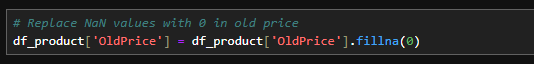 # Replace NaN values with 0 in old price
df_product['OldPrice'] = df_product['OldPrice'].fillna(0)